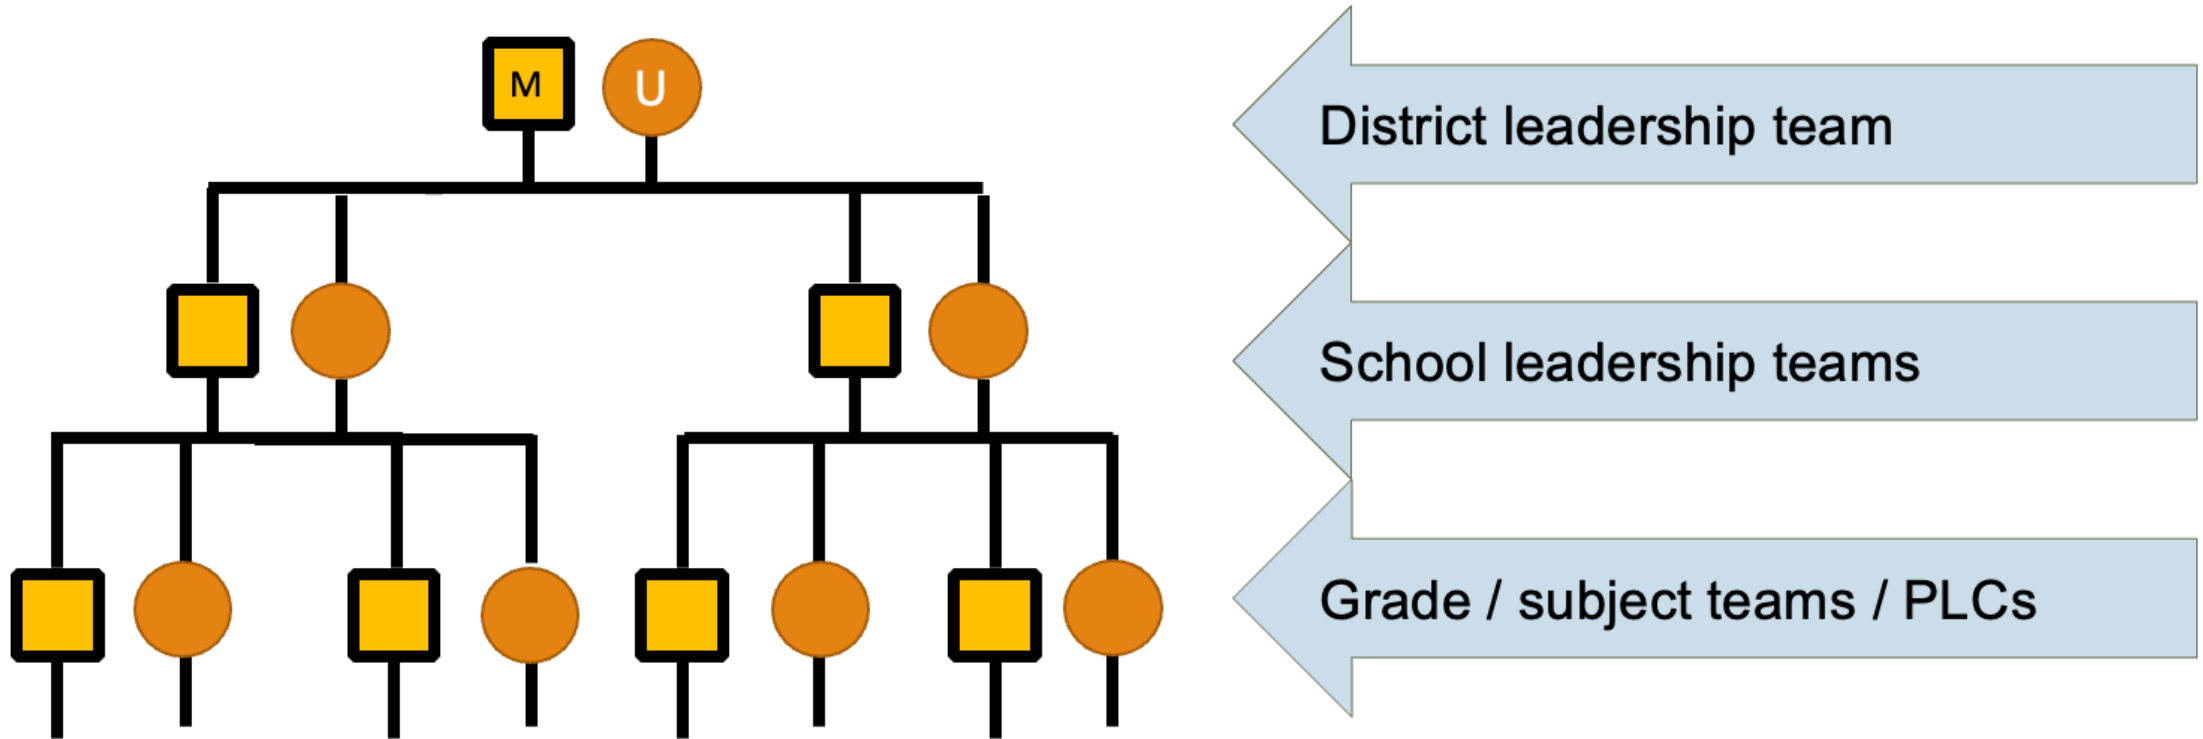 M U
District leadership team
School leadership teams
Grade / subject teams / PLCs